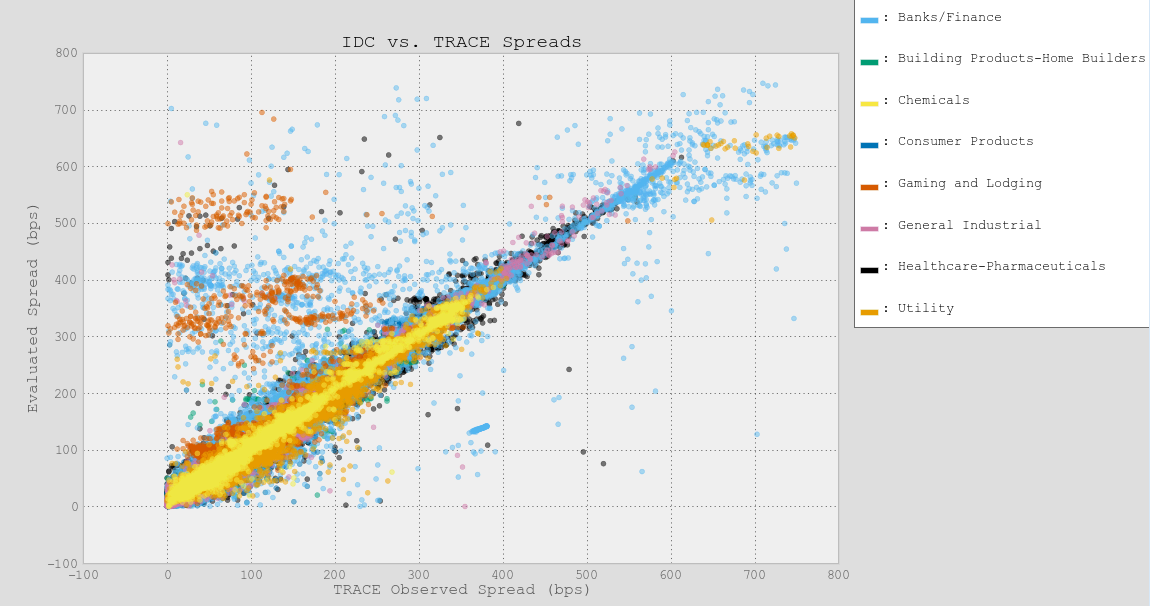 IDC vs. TRACE Spreads
: Banks/Finance
: Building Products-Home Builders
: Chemicals
: Consumer Products
: Gaming and Lodging
: General Industrial
: Healthcare-Pharmaceuticals
: Utility
Evaluated Spread (bps)
800
700
600
500
400
300
200
100
0
-100
-100 0 100 200 300 400 500 600 700 800
TRACE Observed Spread (bps)